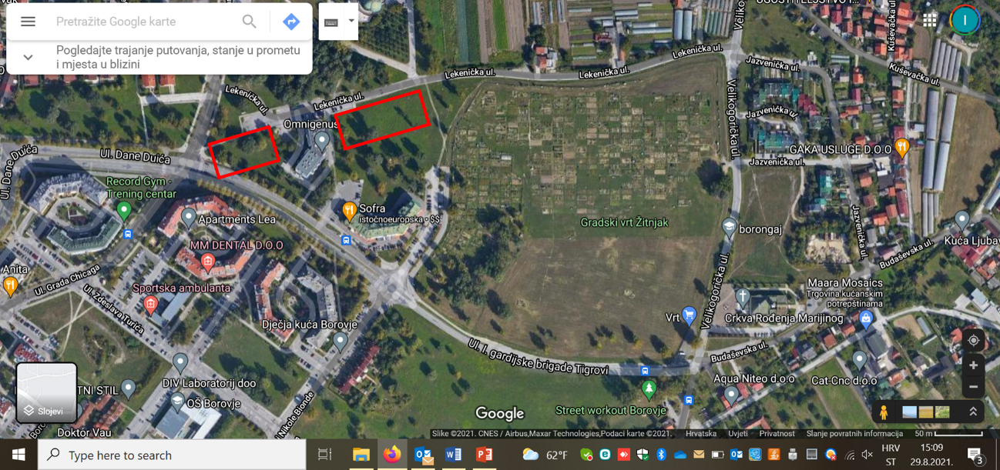 Pretražite Google karte
Pogledajte trajanje putovanja, stanje u prometu
i mjesta u blizini
I
Velikogorička ul.
Kuševačka ul.
Lekenička ul.
Lekenička ul.
Lekenička ul.
Jazvenička ul.
Kuševačka ul.
Lekenička ul.
Lekenička ul.
Velikogorička ul.
Omnigenus
Jazvenička ul.
GAKA USLUGE D.O.O
Ul. Dane Duića
Ul. Dane Duića
Jazvenička ul.
Record Gym -
Tirening centar
Apartments Lea
Sofra
istočnoeuropska • $$
Gradski vrt Žitnjak
borongaj
Jazvenička ul.
Kuća Ljubav
MM DENTAL D.O.O
Budaševska ul.
Anita
Ul. Grada Chicaga
Sportska ambulanta
Ul. Zdeslava Turića
Velikogorička ul.
Maara Mosaics
Trgovina kućanskim
potrepštinama
Dječja kuća Borovje
Vrt
Crkva Rođenja Marijinog
Ul. I. gardijske brigade Tigrovi
Budaševska ul.
DIV Laboratorij doo
Aqua Niteo d.o.o
Cat-Cnc d.o.o
TNI STIL
OŠ Borovje
Nikole Bionde
Street workout Borovje
Slojevi
Google
Doktor Vau
Slike ©2021. CNES / Airbus,Maxar Technologies,Podaci karte ©2021.
Hrvatska
Uvjeti
Privatnost
Slanje povratnih informacija
50 m
Type here to search
62°F
HRV
ST
15:09
29.8.2021.
3